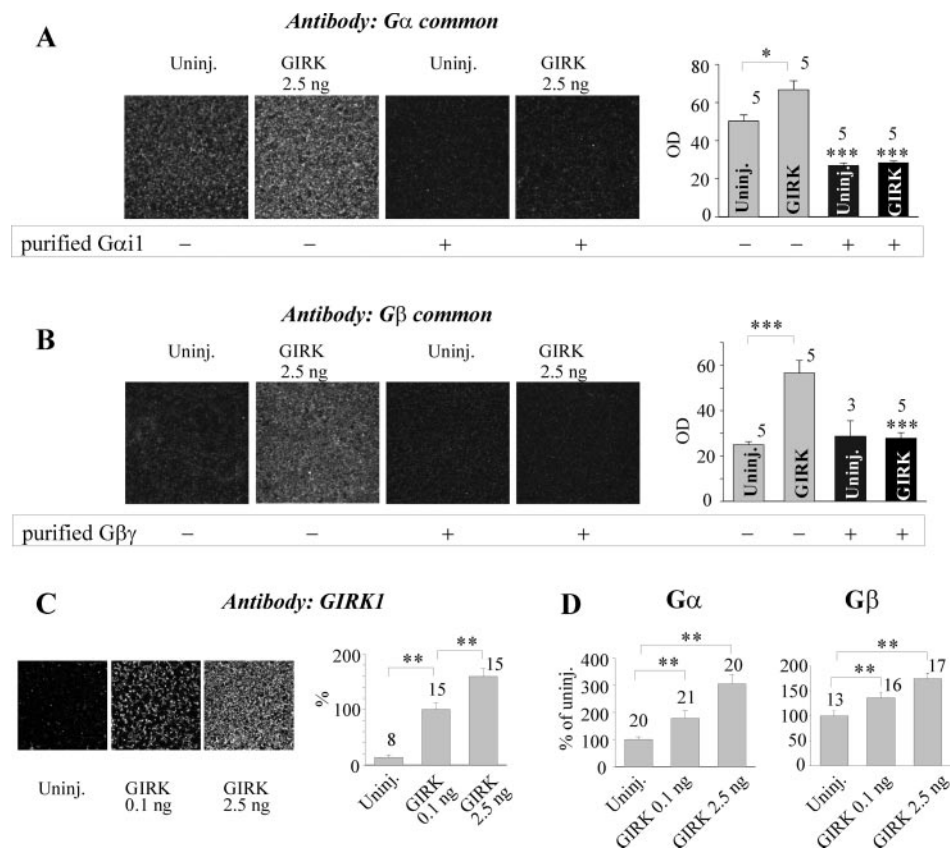 Antibody: Gα common
A
Uninj.
GIRK
2.5 ng
Uninj.
GIRK
2.5 ng
80
60
40
20
0
OD
*
5
5
5
***
5
***
Uninj.
GIRK
Uninj.
GIRK
purified Gαi1 – – + + – – + +
Antibody: Gβ common
B
Uninj.
GIRK
2.5 ng
Uninj.
GIRK
2.5 ng
60
40
20
0
OD
***
5
5
3
5
***
Uninj.
GIRK
Uninj.
GIRK
purified Gβγ – – + + – – + +
C
Antibody: GIRK1
Uninj.
GIRK
0.1 ng
GIRK
2.5 ng
200
100
0
%
**
**
8
15
15
Uninj.
GIRK
0.1 ng
GIRK
2.5 ng
D
Gα
% of uninj.
400
300
200
100
0
**
**
20
21
20
Uninj.
GIRK 0.1 ng
GIRK 2.5 ng
Gβ
200
150
100
50
0
**
**
13
16
17
Uninj.
GIRK 0.1 ng
GIRK 2.5 ng